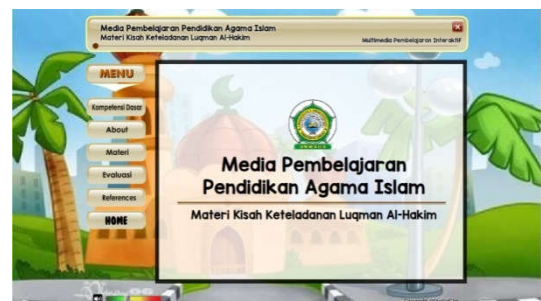 Media Pembelajaran Pendidikan Agama Islam
Materi Kisah Keteladanan Luqman Al-Hakim
Multimedia Pembelajaran Interaktif
MENU
Kompetensi Dasar
About
Materi
Evaluasi
References
HOME
Media Pembelajaran
Pendidikan Agama Islam
Materi Kisah Keteladanan Luqman Al-Hakim